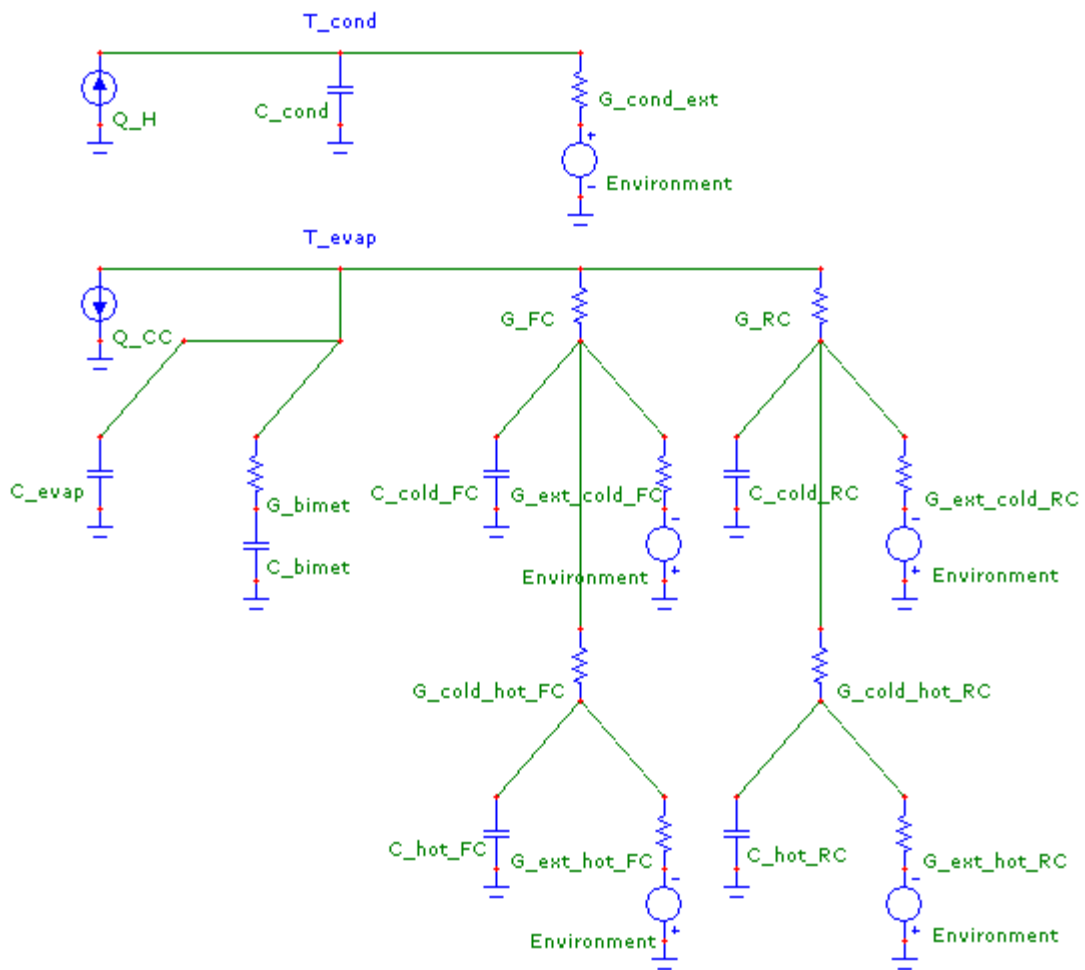 T_cond
Q_H
C_cond
G_cond_ext
+
-
Environment
T_evap
Q_CC
G_FC
G_RC
C_evap
G_bimet
C_bimet
C_cold_FC
G_ext_cold_FC
-
+
Environment
C_cold_RC
G_ext_cold_RC
-
+
Environment
G_cold_hot_FC
G_cold_hot_RC
C_hot_FC
G_ext_hot_FC
-
+
Environment
C_hot_RC
G_ext_hot_RC
-
+
Environment